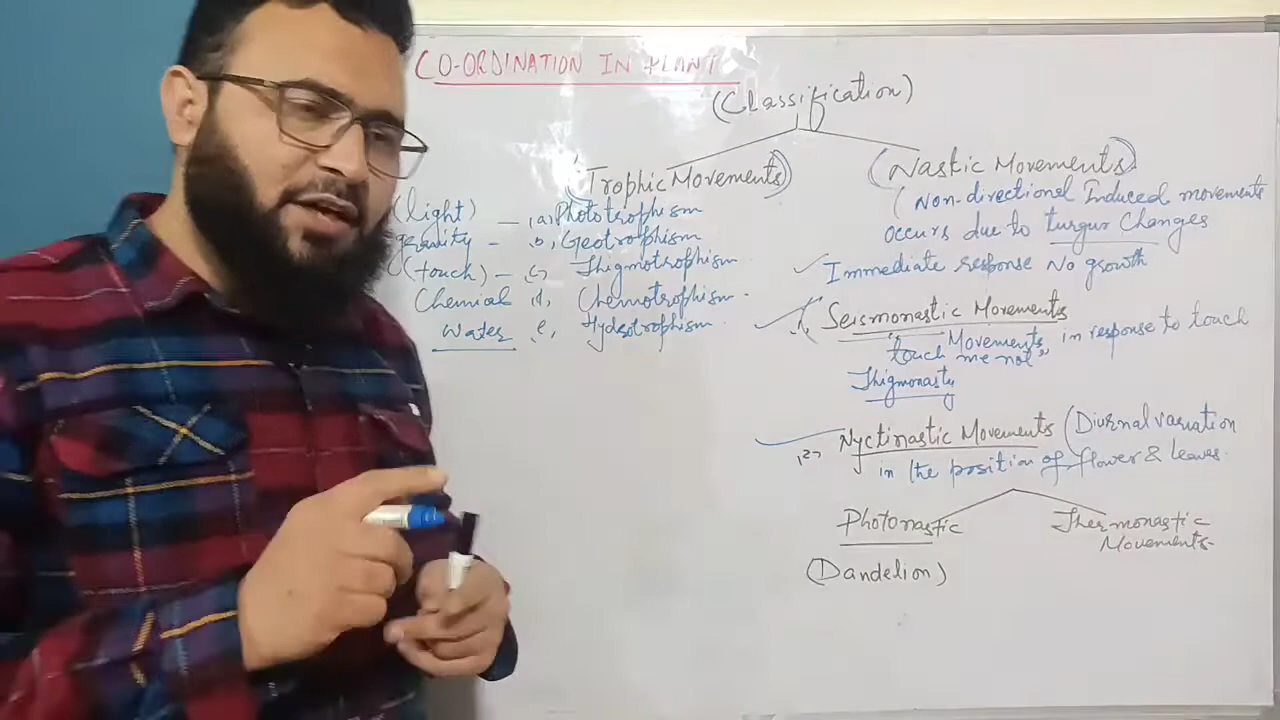 CO-ORDINATION IN PLANT
(Classification)
(Trophic Movements)
(light) - (a) Phototrophism
gravity - b, Geotrophism
(touch) - c, Thigmotrophism
Chemial d, Chemotrophism.
Water e, Hydrotrophism.
(Nastic Movements)
(Non-directional Induced movements
occurs due to turgur Changes
Immediate response No growth
(1, Seismonastic Movements
Movements in response to touch
"touch me not"
Thigmonasty
(2, Nyctinastic Movements (Diurnal variation
in the position of flower & leaves.
Photonastic
Thermonastic
Movements-
(Dandelion)